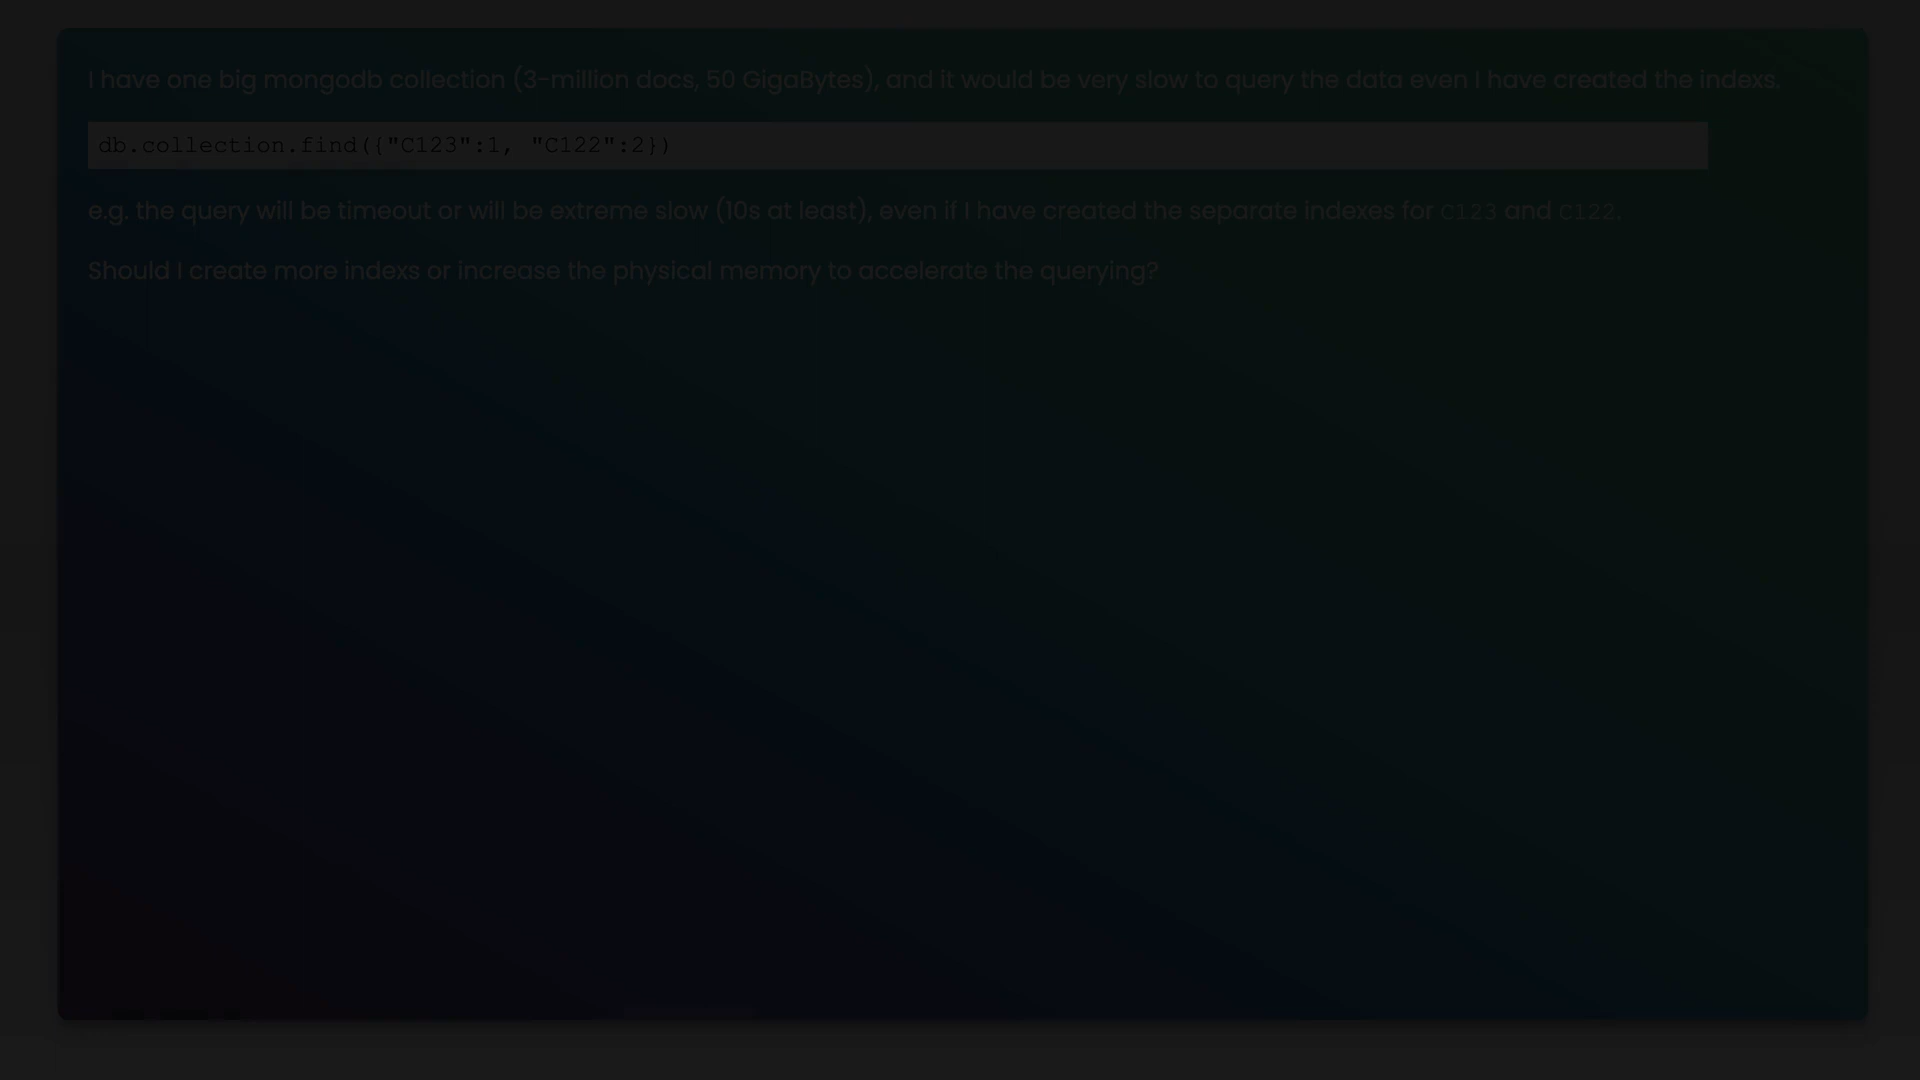 I have one big mongodb collection (3-million docs, 50 GigaBytes), and it would be very slow to query the data even I have created the indexs.
db.collection.find({"C123":1, "C122":2})
e.g. the query will be timeout or will be extreme slow (10s at least), even if I have created the separate indexes for C123 and C122.
Should I create more indexs or increase the physical memory to accelerate the querying?